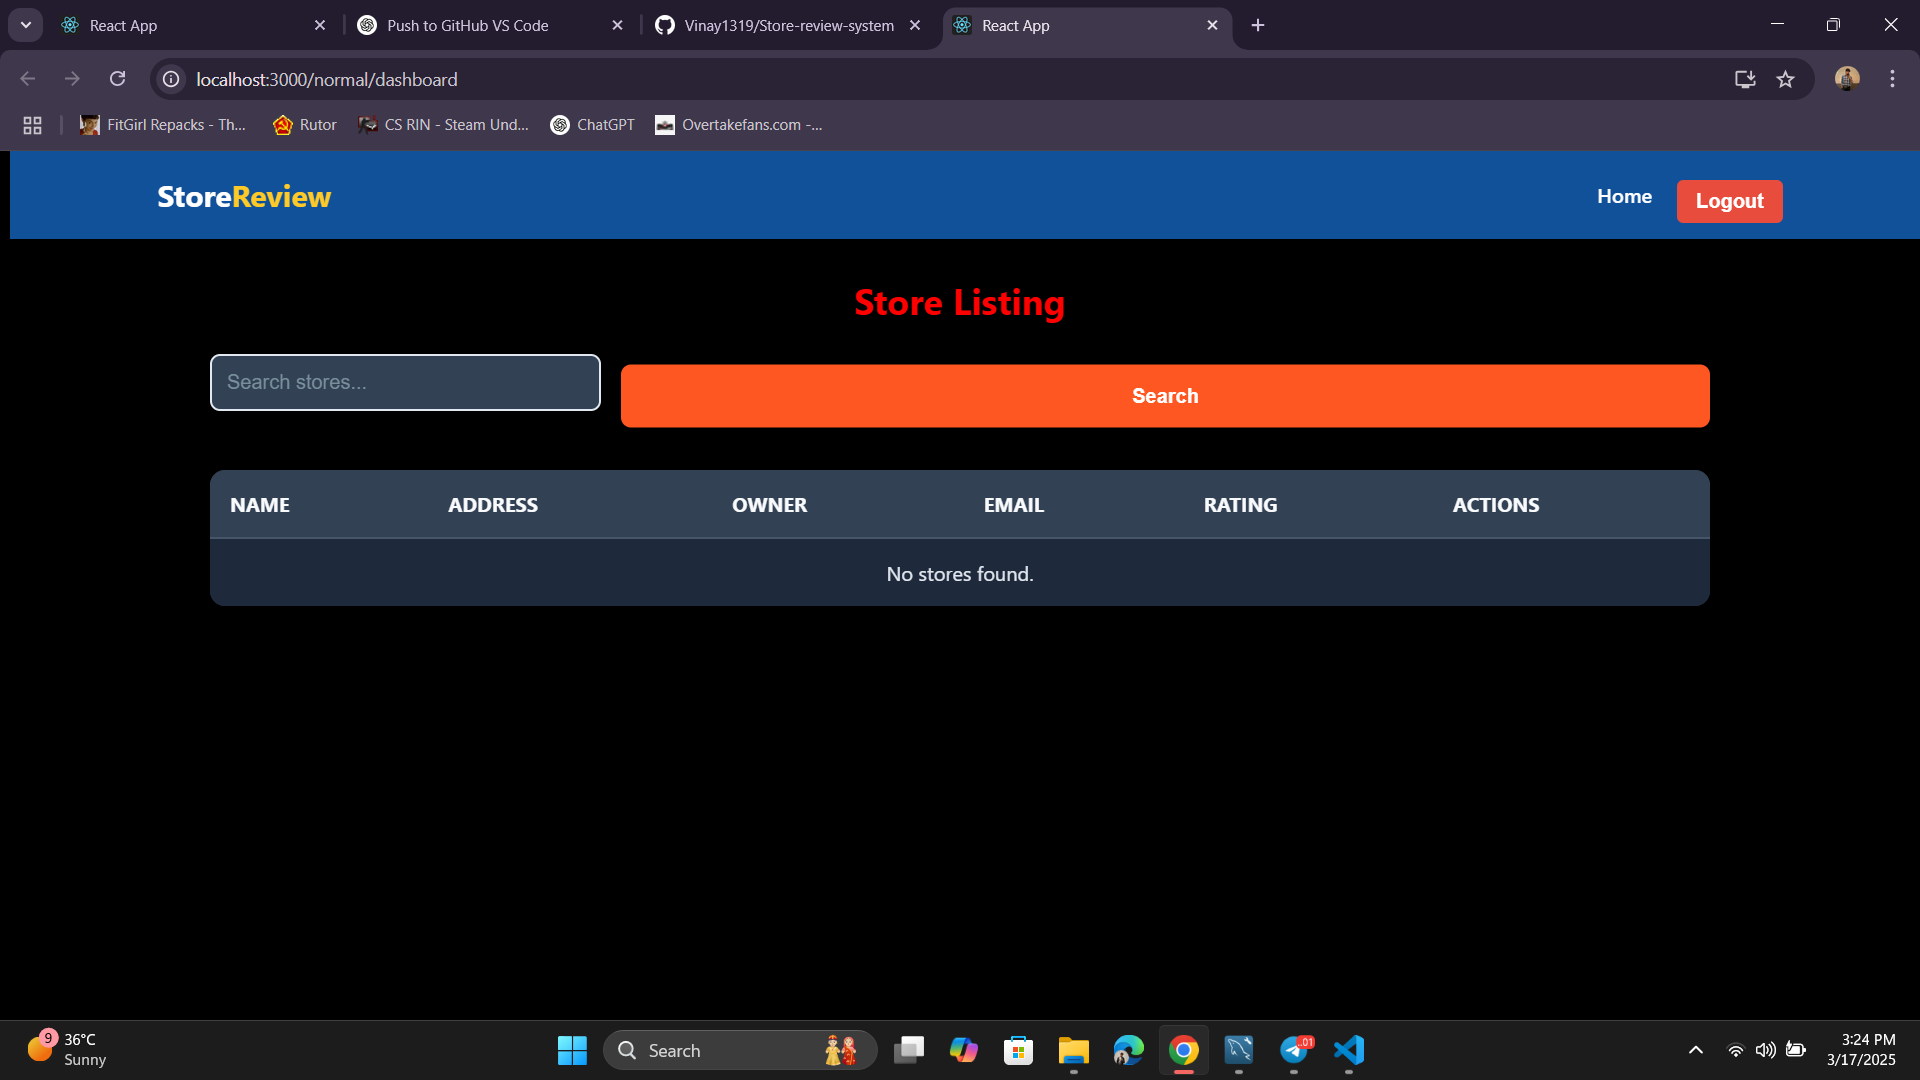 React App
Push to GitHub VS Code
Vinay1319/Store-review-system
React App
localhost:3000/normal/dashboard
FitGirl Repacks - Th...
Rutor
CS RIN - Steam Und...
ChatGPT
Overtakefans.com -...
StoreReview
Home
Logout
Store Listing
Search stores...
Search
NAME ADDRESS OWNER EMAIL RATING ACTIONS
No stores found.
9
36°C
Sunny
Search
..01
3:24 PM
3/17/2025